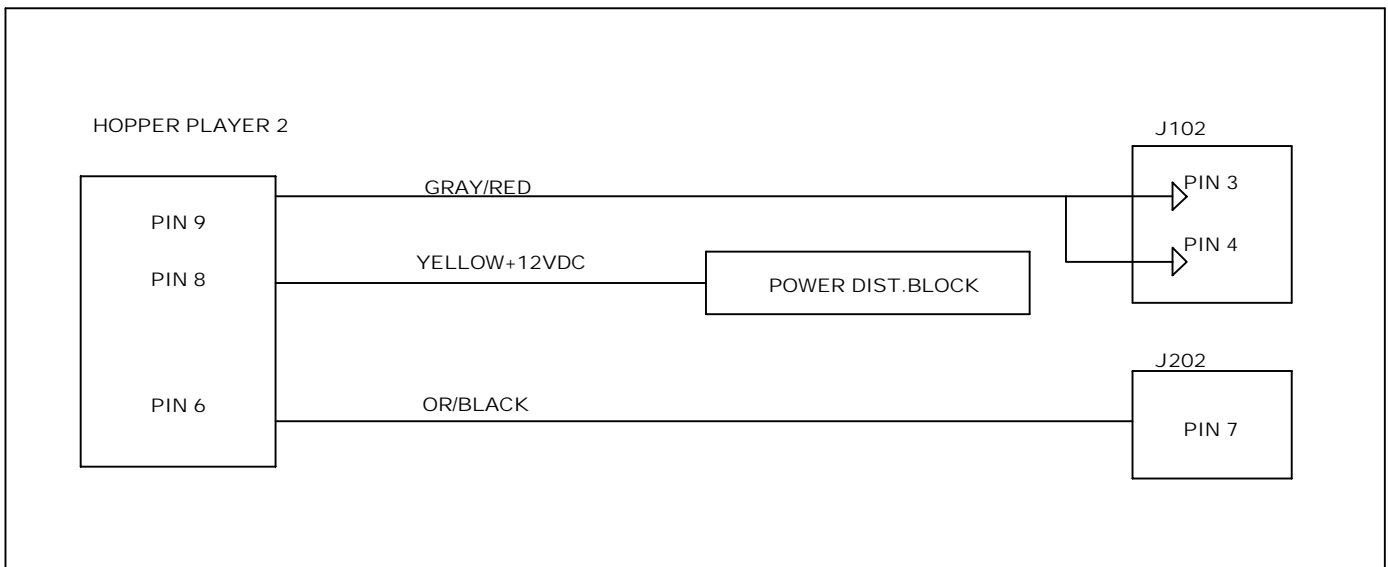 HOPPER PLAYER 2
J102
GRAY/RED
PIN 3
PIN 9
PIN 4
YELLOW+12VDC
PIN 8
POWER DIST.BLOCK
J202
PIN 6
OR/BLACK
PIN 7